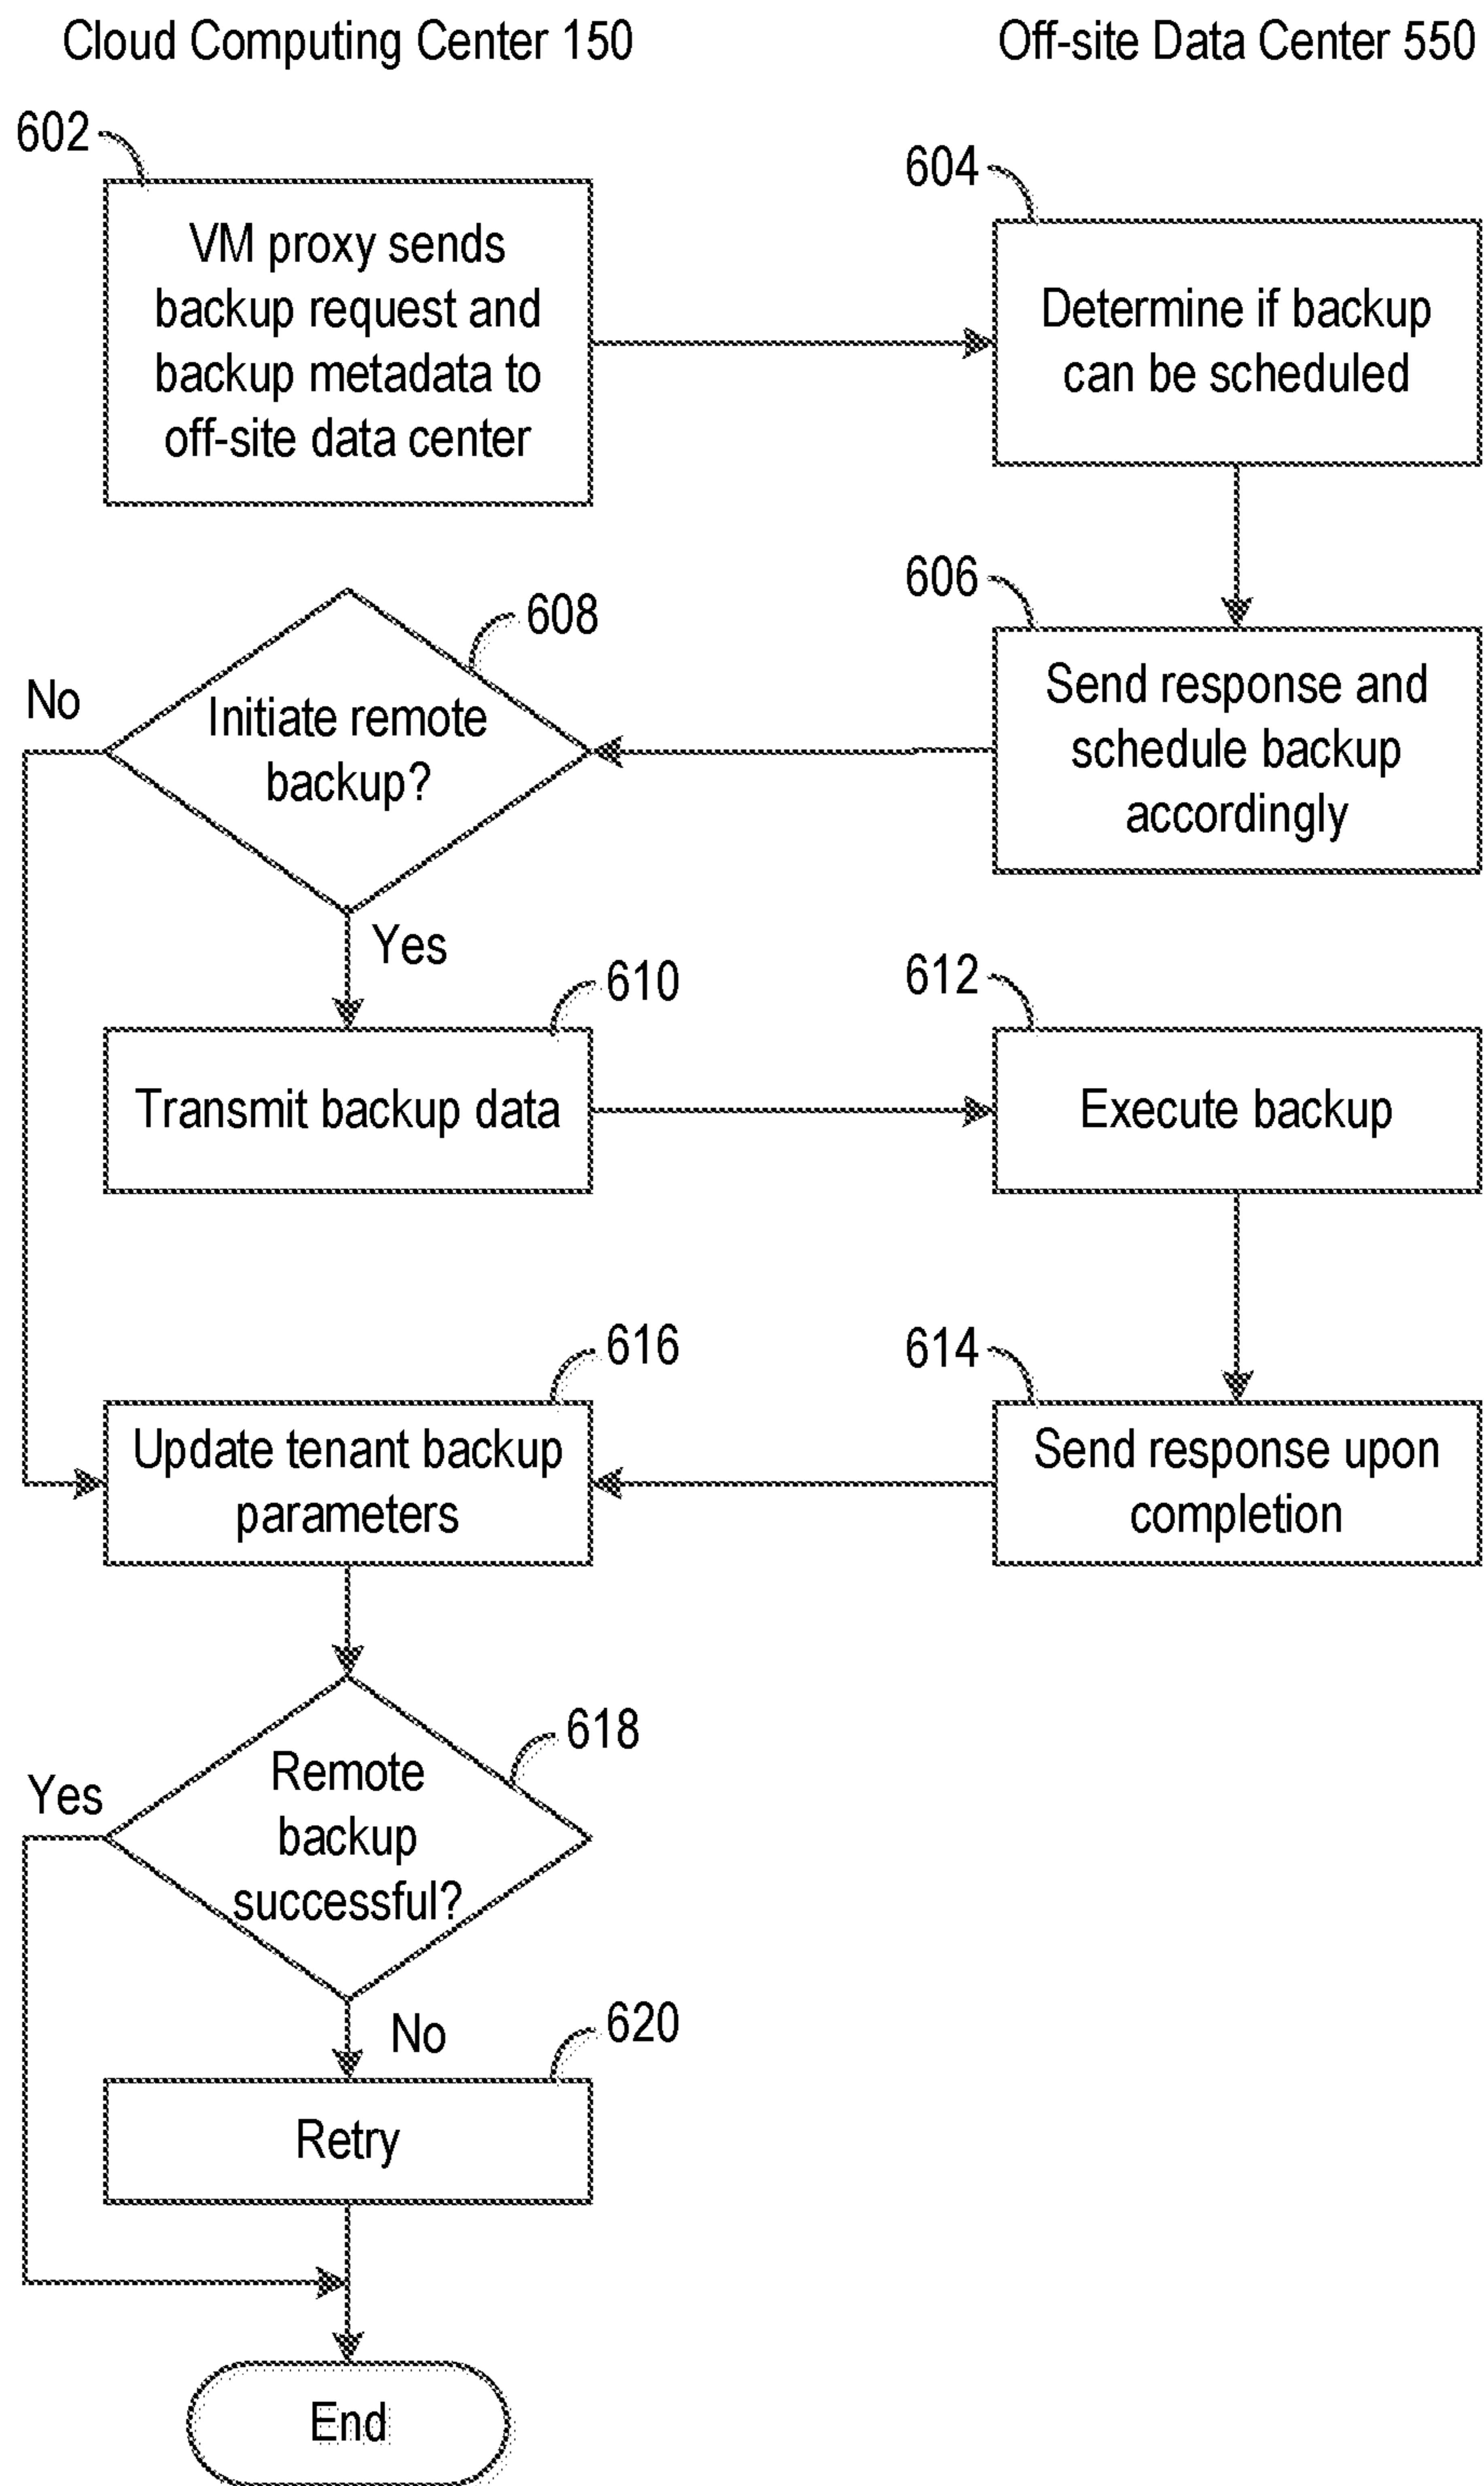 Cloud Computing Center 150
Off-site Data Center 550
602
VM proxy sends
backup request and
backup metadata to
off-site data center
604
Determine if backup
can be scheduled
606
Send response and
schedule backup
accordingly
608
Initiate remote
backup?
No
Yes
610
Transmit backup data
612
Execute backup
614
Send response upon
completion
616
Update tenant backup
parameters
618
Remote
backup
successful?
Yes
No
620
Retry
End